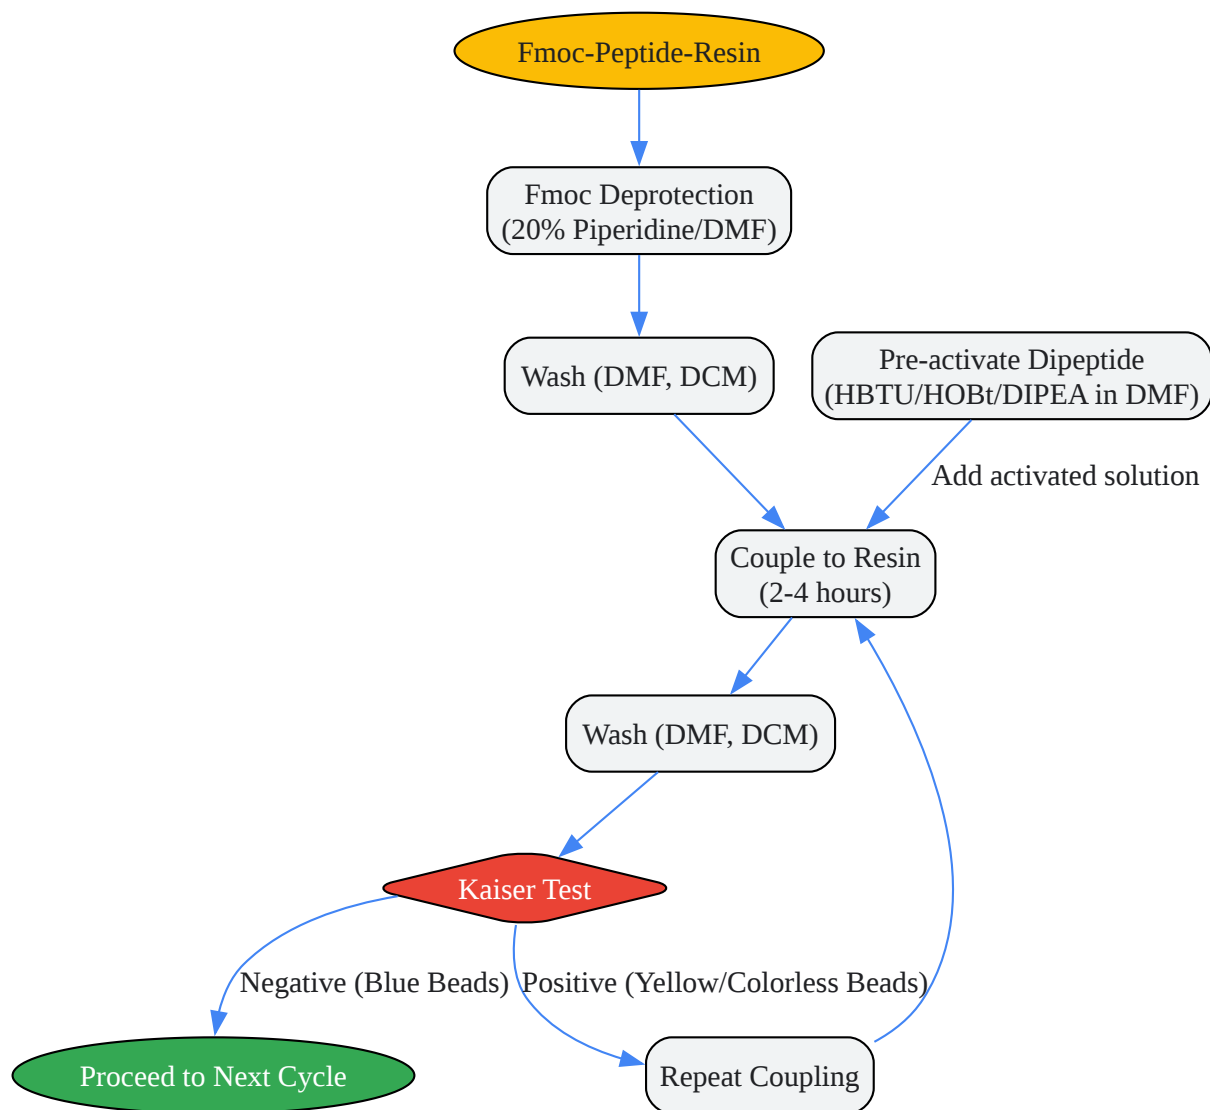 Fmoc-Peptide-Resin
Fmoc Deprotection
(20% Piperidine/DMF)
Wash (DMF, DCM)
Pre-activate Dipeptide
(HBTU/HOBt/DIPEA in DMF)
Add activated solution
Couple to Resin
(2-4 hours)
Wash (DMF, DCM)
Kaiser Test
Negative (Blue Beads)
Positive (Yellow/Colorless Beads)
Proceed to Next Cycle
Repeat Coupling